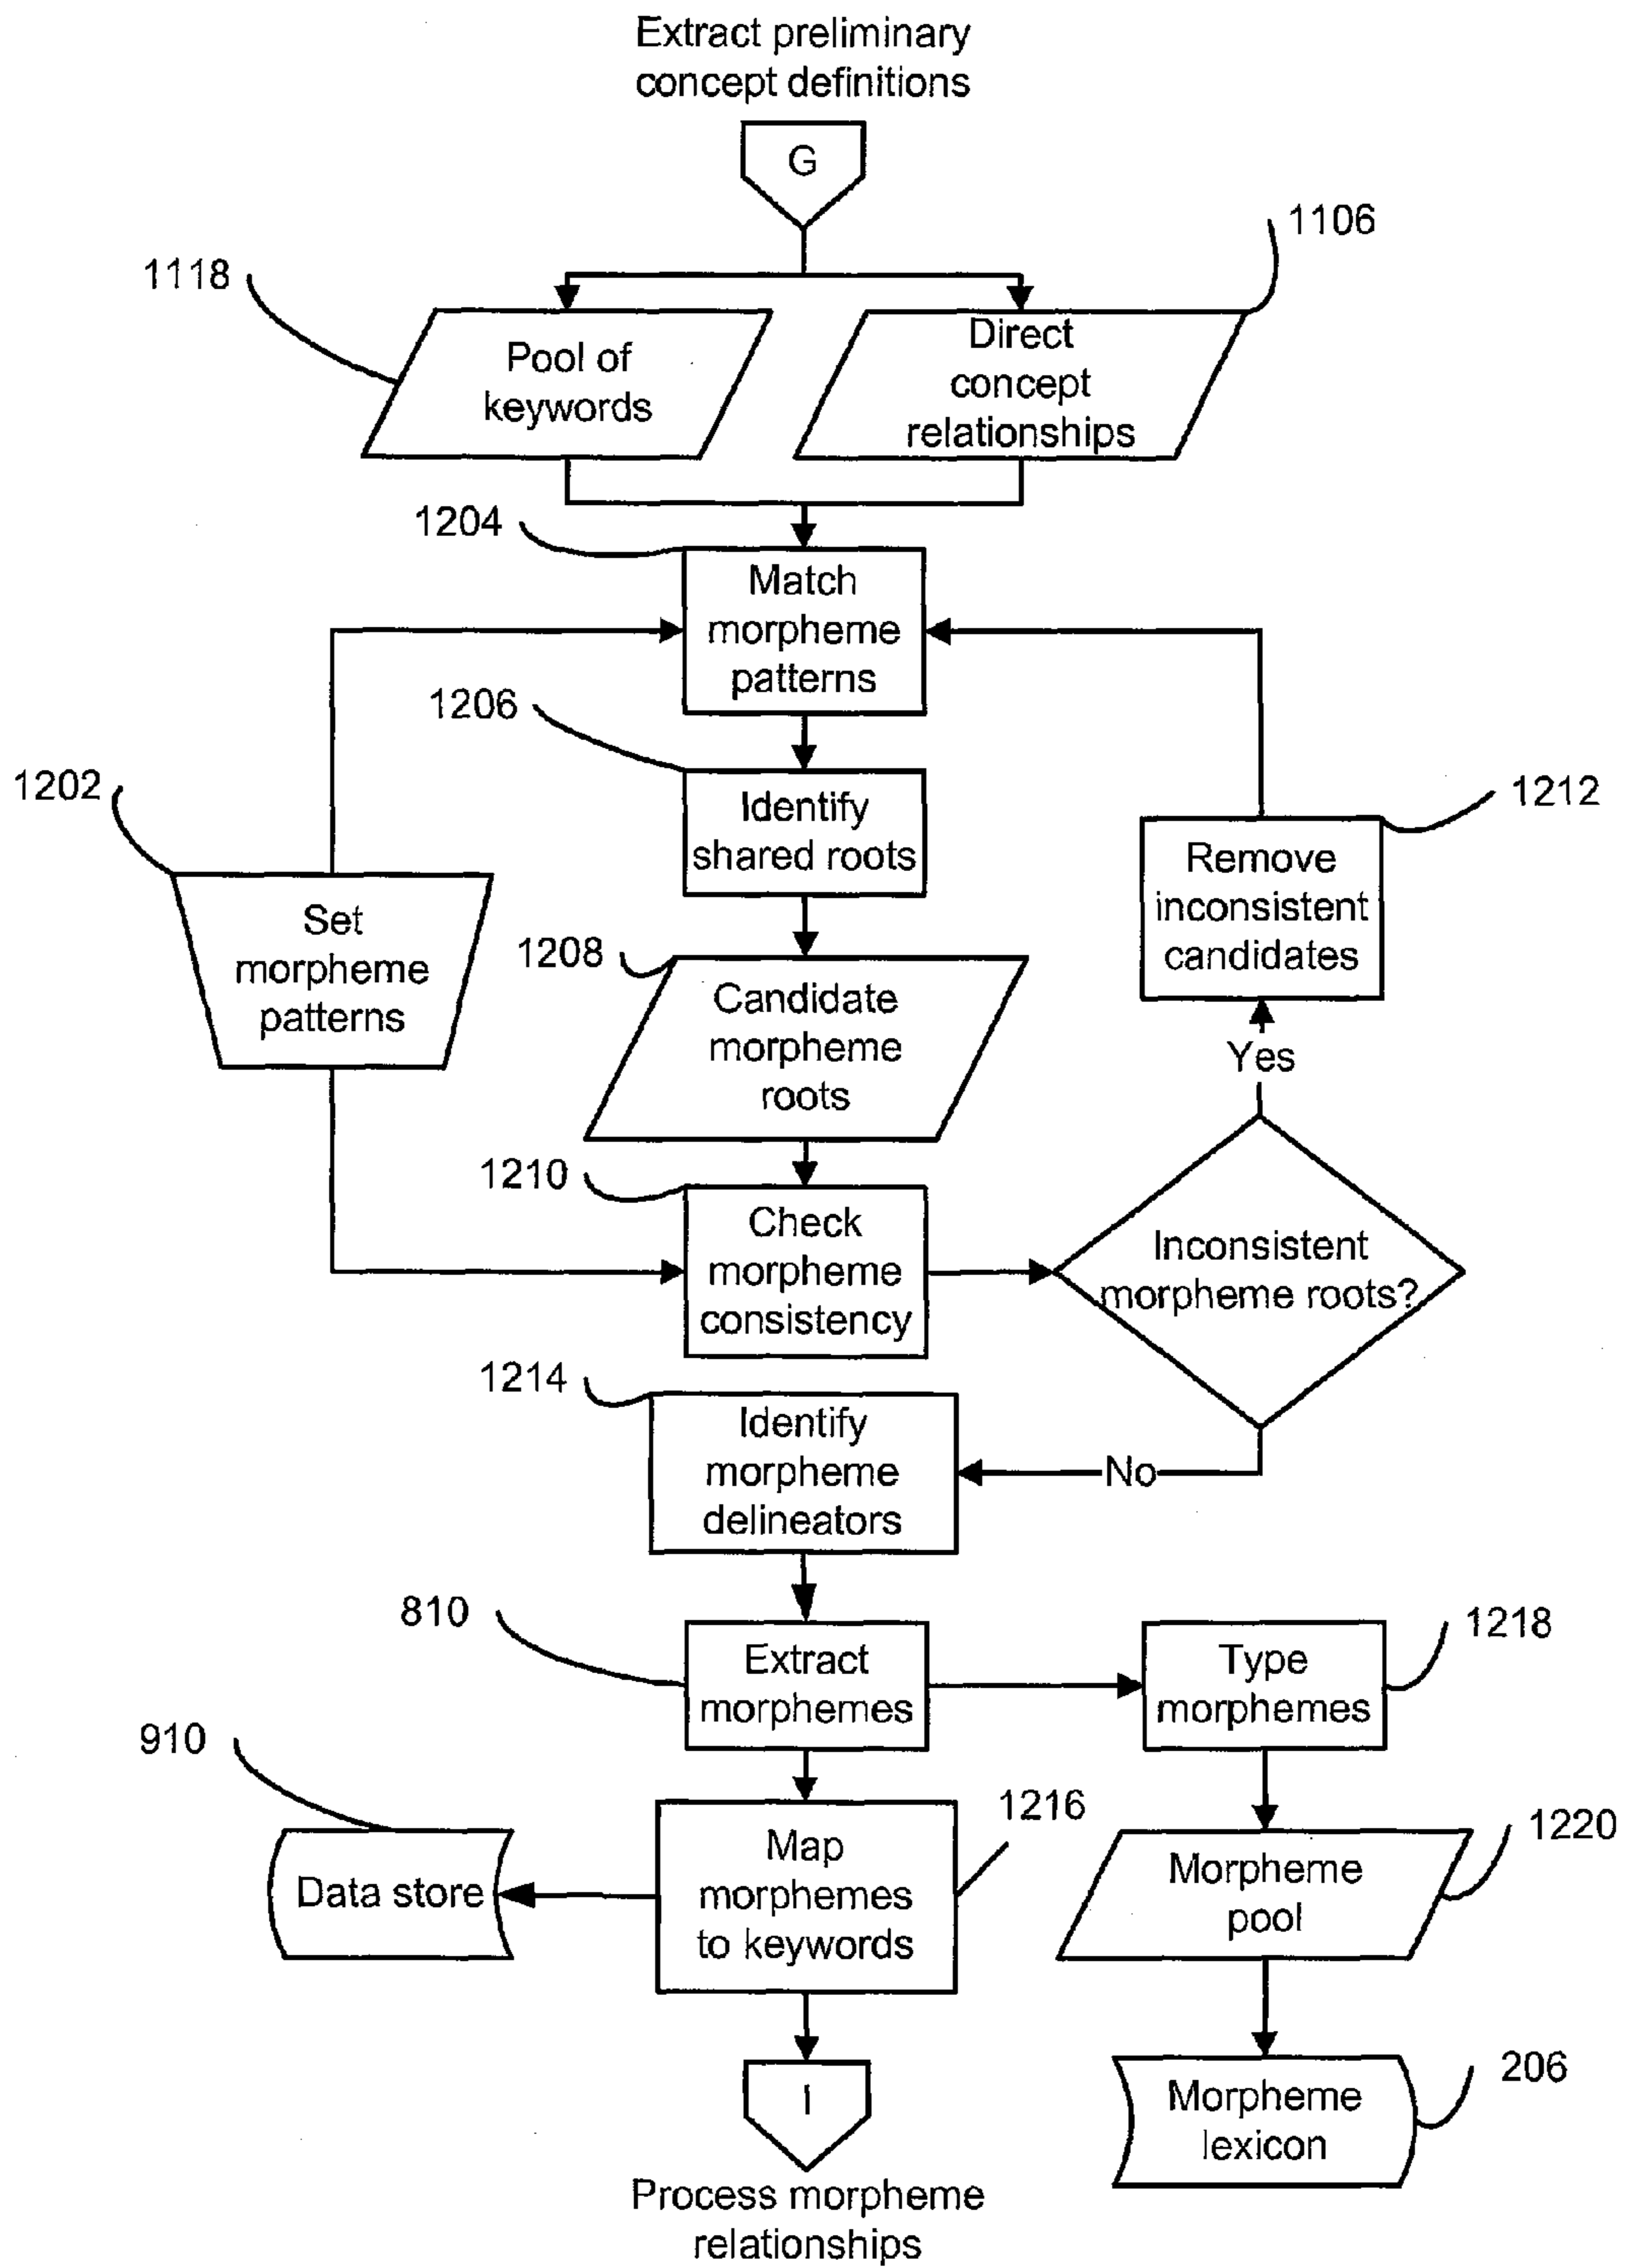 Extract preliminary
concept definitions
G
1106
1118
Pool of
keywords
Direct
concept
relationships
1204
Match
morpheme
patterns
1206
1202
Identify
shared roots
1212
Remove
inconsistent
candidates
Set
morpheme
patterns
1208
Candidate
morpheme
roots
Yes
1210
Check
morpheme
consistency
Inconsistent
morpheme roots?
1214
Identify
morpheme
delineators
No
810
Extract
morphemes
Type
morphemes
1218
910
Data store
Map
morphemes
to keywords
1216
Morpheme
pool
1220
I
Process morpheme
relationships
Morpheme
lexicon
206